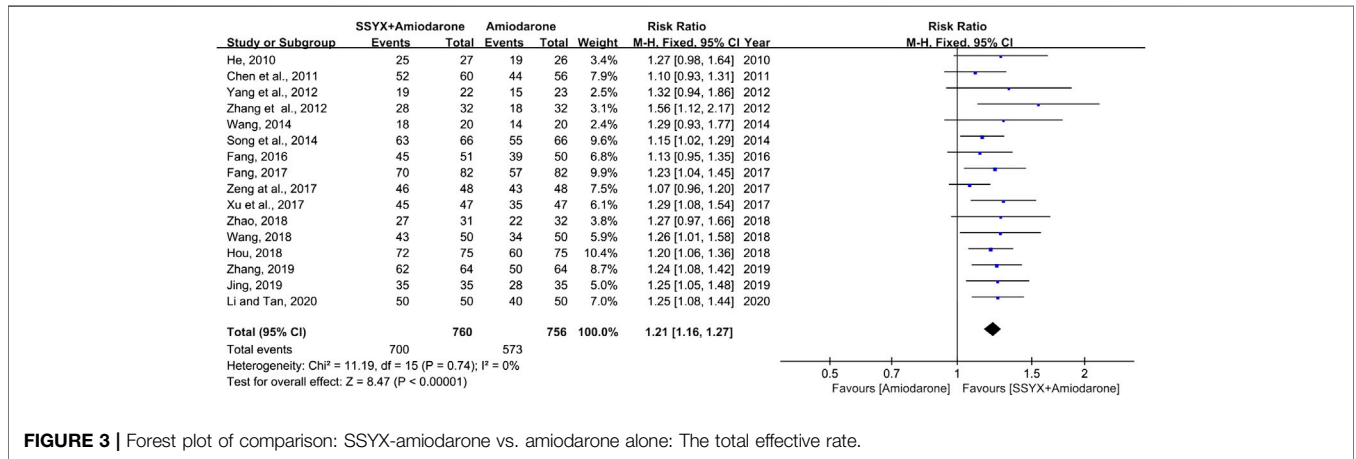 SSYX+Amiodarone Amiodarone Risk Ratio Risk Ratio
Study or Subgroup Events Total Events Total Weight M-H, Fixed, 95% CI Year M-H, Fixed, 95% CI
He, 2010 25 27 19 26 3.4% 1.27 [0.98, 1.64] 2010
Chen et al., 2011 52 60 44 56 7.9% 1.10 [0.93, 1.31] 2011
Yang et al., 2012 19 22 15 23 2.5% 1.32 [0.94, 1.86] 2012
Zhang et al., 2012 28 32 18 32 3.1% 1.56 [1.12, 2.17] 2012
Wang, 2014 18 20 14 20 2.4% 1.29 [0.93, 1.77] 2014
Song et al., 2014 63 66 55 66 9.6% 1.15 [1.02, 1.29] 2014
Fang, 2016 45 51 39 50 6.8% 1.13 [0.95, 1.35] 2016
Fang, 2017 70 82 57 82 9.9% 1.23 [1.04, 1.45] 2017
Zeng at al., 2017 46 48 43 48 7.5% 1.07 [0.96, 1.20] 2017
Xu et al., 2017 45 47 35 47 6.1% 1.29 [1.08, 1.54] 2017
Zhao, 2018 27 31 22 32 3.8% 1.27 [0.97, 1.66] 2018
Wang, 2018 43 50 34 50 5.9% 1.26 [1.01, 1.58] 2018
Hou, 2018 72 75 60 75 10.4% 1.20 [1.06, 1.36] 2018
Zhang, 2019 62 64 50 64 8.7% 1.24 [1.08, 1.42] 2019
Jing, 2019 35 35 28 35 5.0% 1.25 [1.05, 1.48] 2019
Li and Tan, 2020 50 50 40 50 7.0% 1.25 [1.08, 1.44] 2020
Total (95% CI) 760 756 100.0% 1.21 [1.16, 1.27]
Total events 700 573
Heterogeneity: Chi² = 11.19, df = 15 (P = 0.74); I² = 0%
Test for overall effect: Z = 8.47 (P < 0.00001)
0.5 0.7 1 1.5 2
Favours [Amiodarone] Favours [SSYX+Amiodarone]
FIGURE 3 | Forest plot of comparison: SSYX-amiodarone vs. amiodarone alone: The total effective rate.